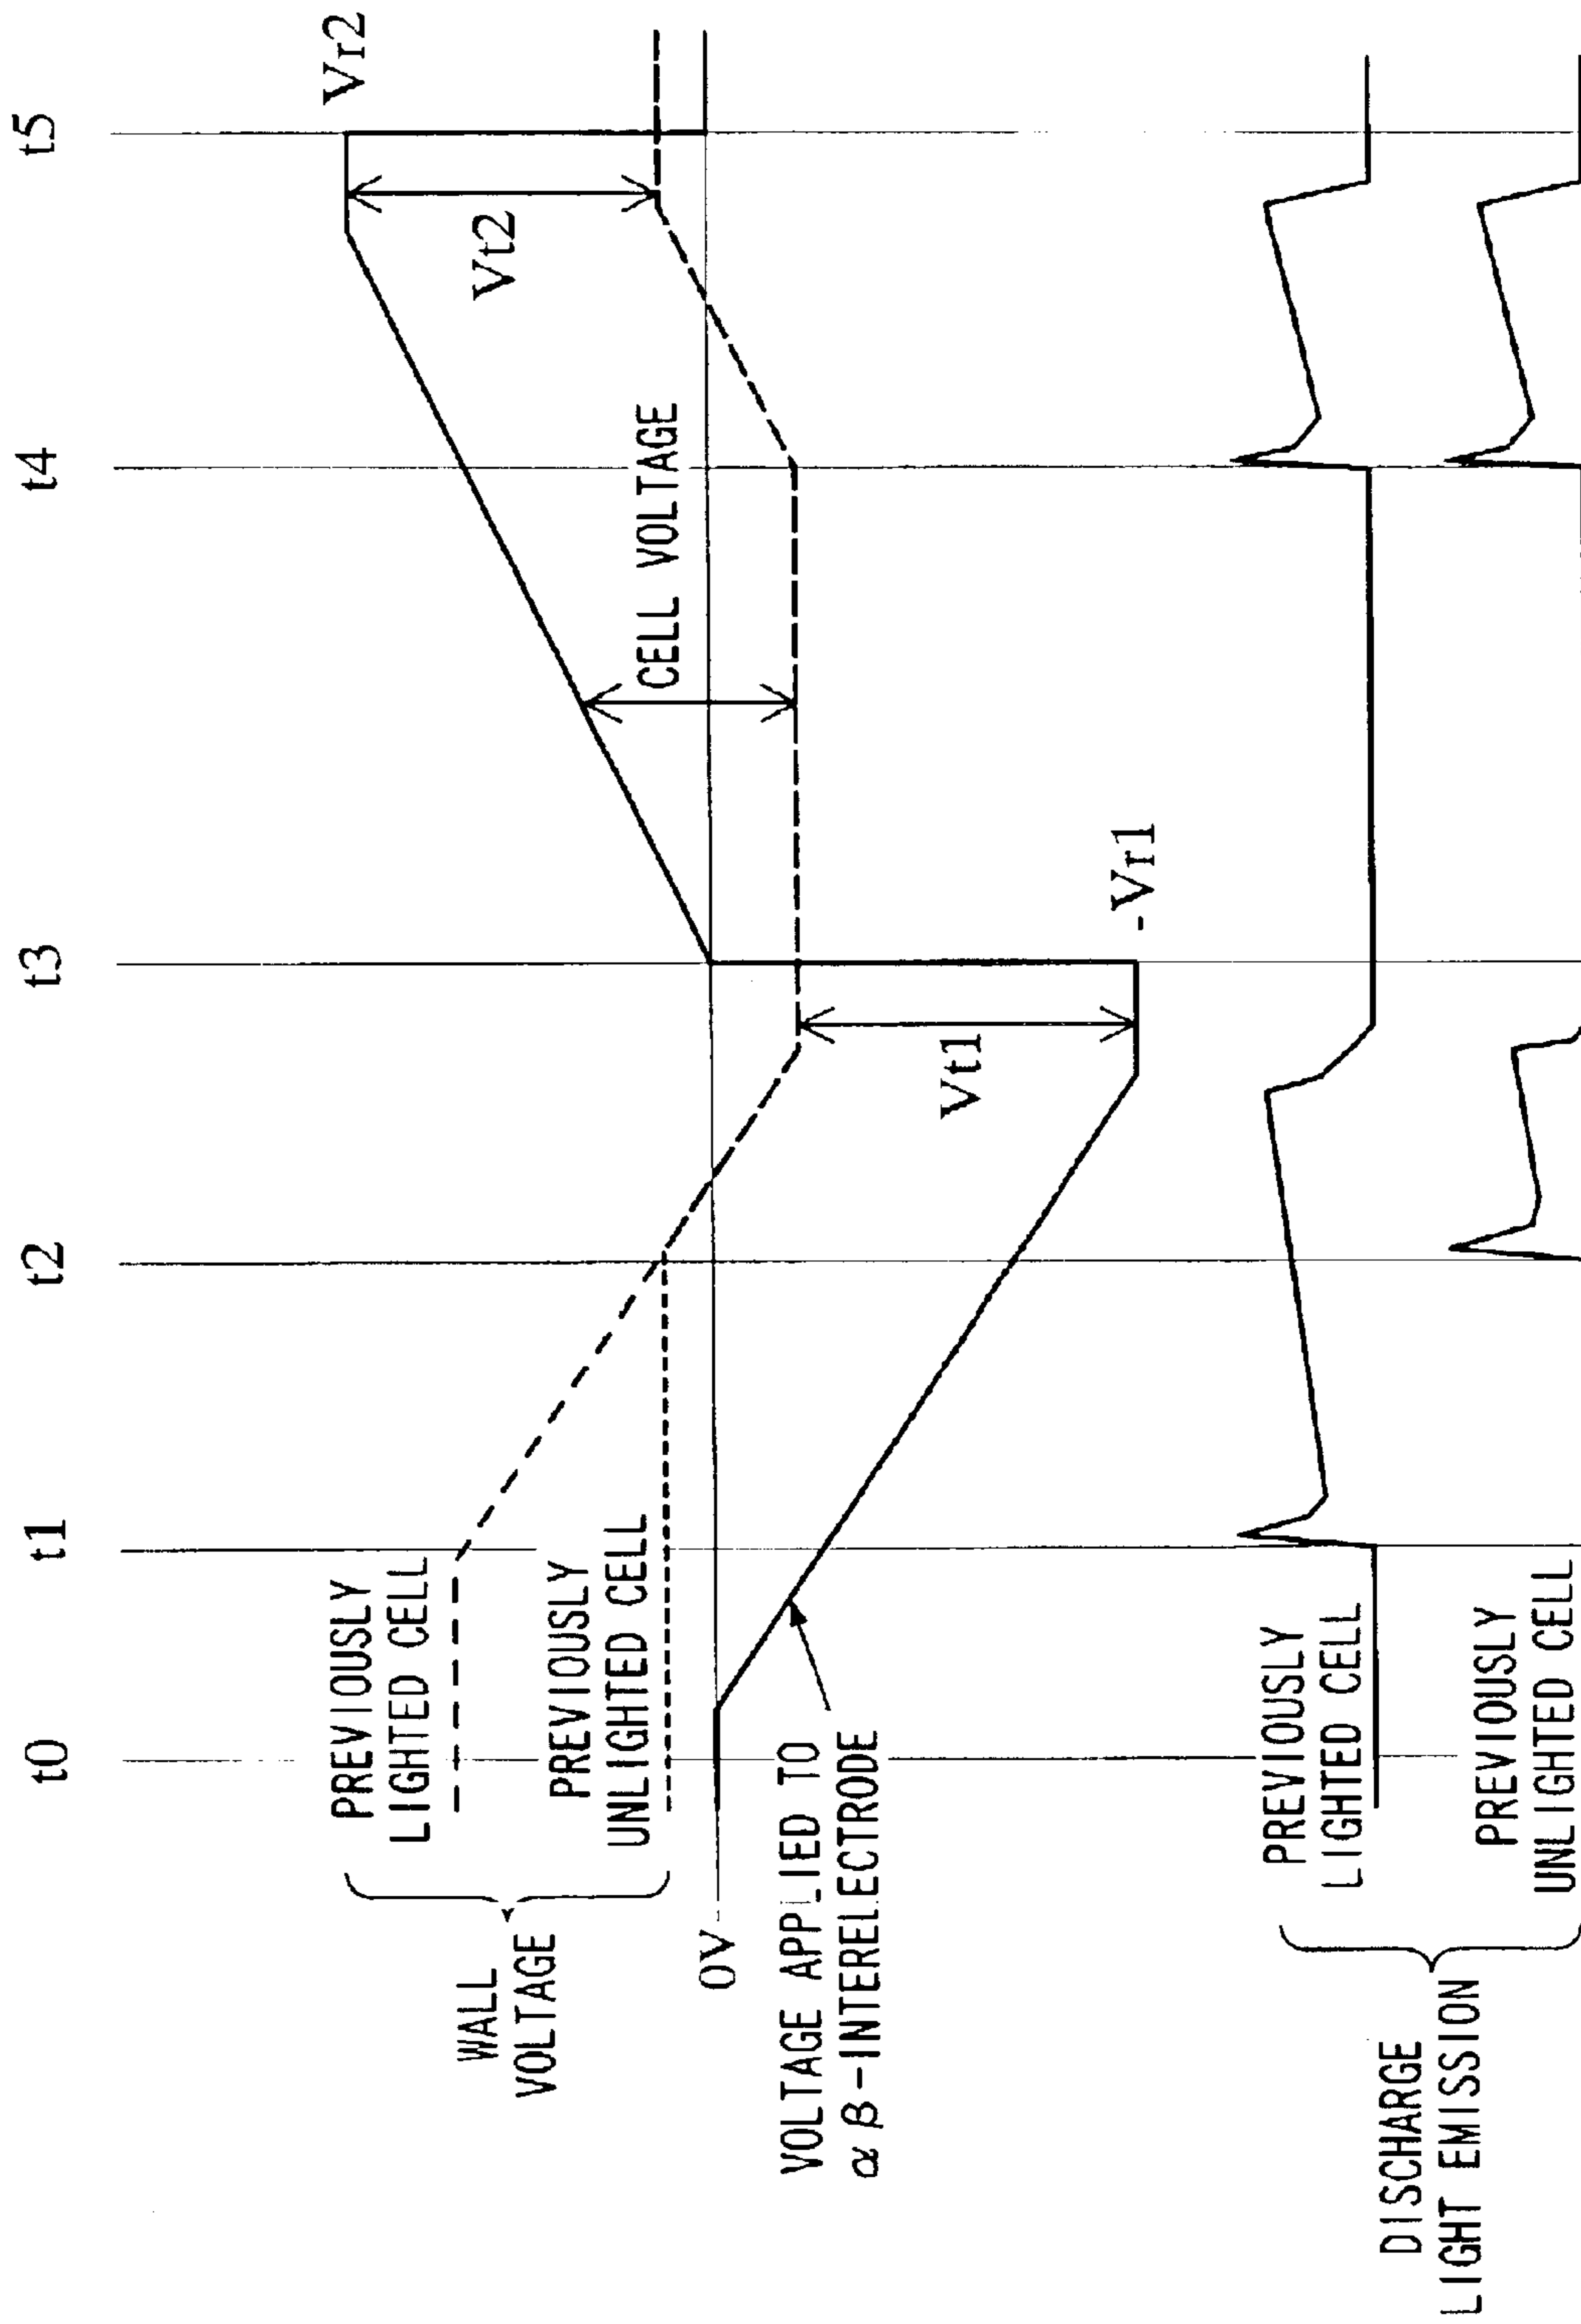 t0
t1
t2
t3
t4
t5
WALL
VOLTAGE
PREVIOUSLY
LIGHTED CELL
PREVIOUSLY
UNLIGHTED CELL
0V
VOLTAGE APPLIED TO
αβ-INTERELECTRODE
Vt1
-Vr1
CELL VOLTAGE
Vt2
Vr2
DISCHARGE
LIGHT EMISSION
PREVIOUSLY
LIGHTED CELL
PREVIOUSLY
UNLIGHTED CELL